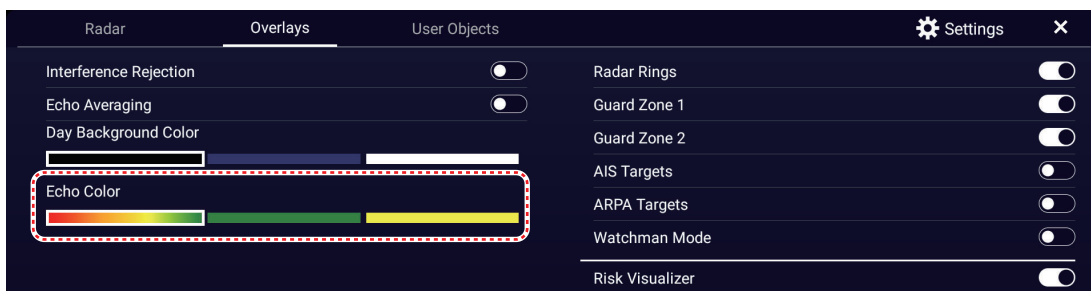 Radar
Overlays
User Objects
Settings
Interference Rejection
Echo Averaging
Day Background Color
Echo Color
Radar Rings
Guard Zone 1
Guard Zone 2
AIS Targets
ARPA Targets
Watchman Mode
Risk Visualizer